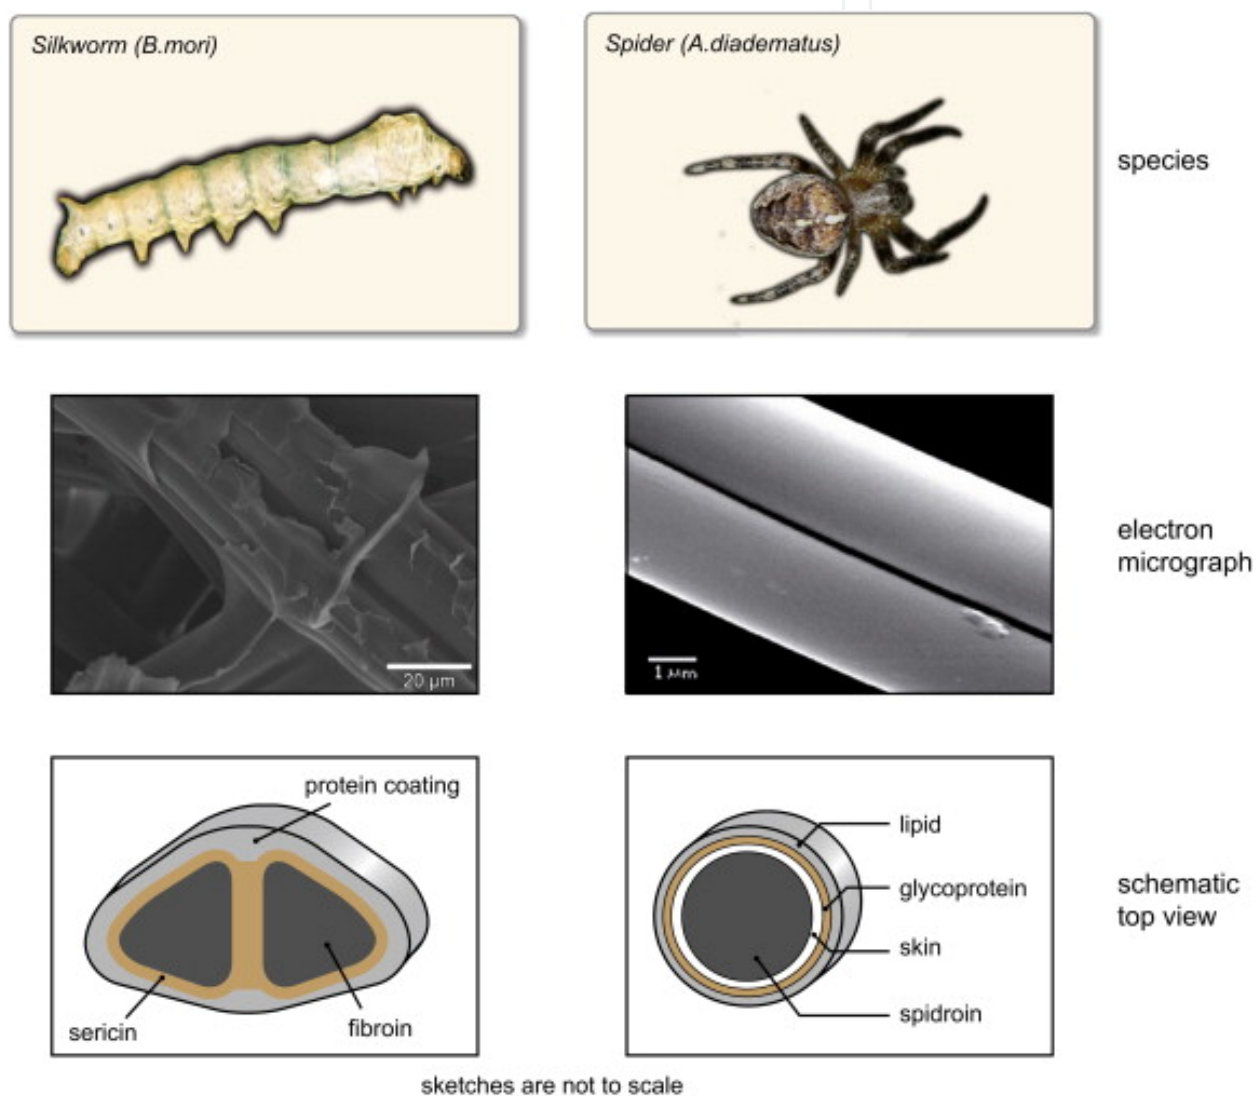 Silkworm (B.mori)
Spider (A.diadematus)
species
electron
micrograph
20 µm
1 µm
protein coating
sericin
fibroin
lipid
glycoprotein
skin
spidroin
schematic
top view
sketches are not to scale